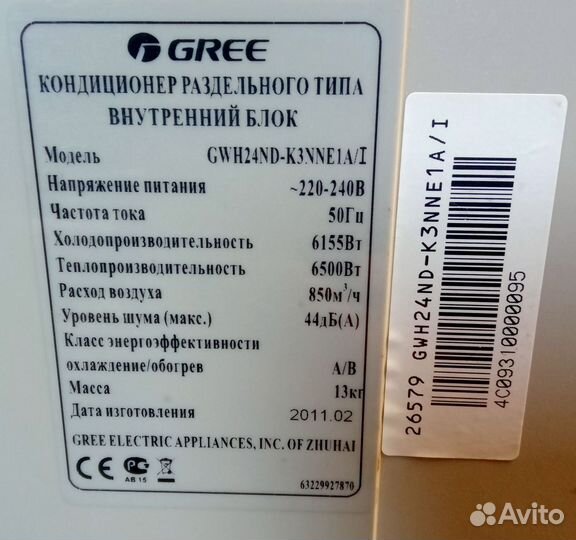 GREE
КОНДИЦИОНЕР РАЗДЕЛЬНОГО ТИПА
ВНУТРЕННИЙ БЛОК
Модель GWH24ND-K3NNE1A/I
Напряжение питания ~220-240В
Частота тока 50Гц
Холодопроизводительность 6155Вт
Теплопроизводительность 6500Вт
Расход воздуха 850м³/ч
Уровень шума (макс.) 44дБ(А)
Класс энергоэффективности
охлаждение/обогрев А/В
Масса 13кг
Дата изготовления 2011.02
GREE ELECTRIC APPLIANCES, INC. OF ZHUHAI
CE РС
АВ 15
63229927870
26579 GWH24ND-K3NNE1A/I
4C09310000095
Avito